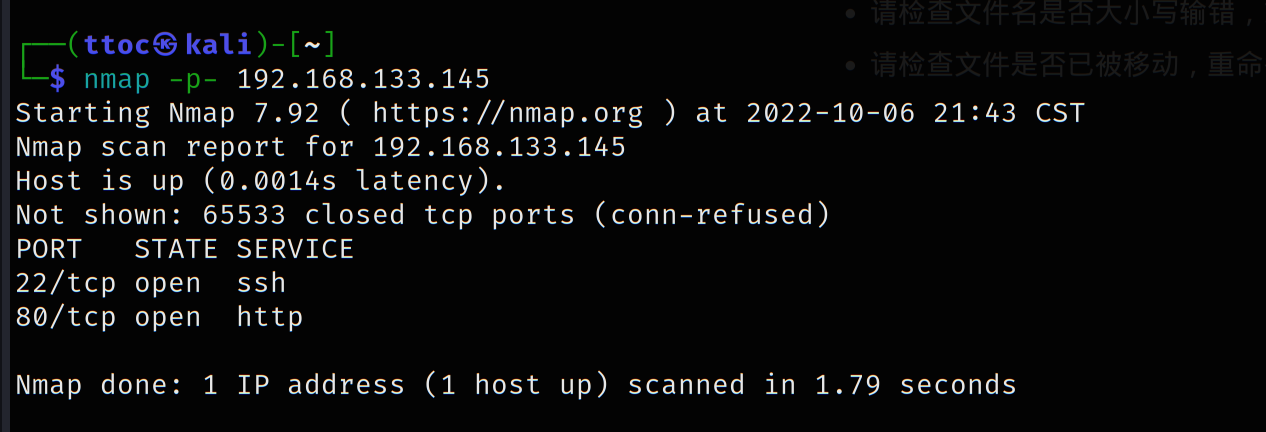 请检查文件名是否大小写输错，
┌──(ttoc㉿kali)-[~]
请检查文件是否已被移动，重命
└─$ nmap -p- 192.168.133.145
Starting Nmap 7.92 ( https://nmap.org ) at 2022-10-06 21:43 CST
Nmap scan report for 192.168.133.145
Host is up (0.0014s latency).
Not shown: 65533 closed tcp ports (conn-refused)
PORT   STATE SERVICE
22/tcp open  ssh
80/tcp open  http
Nmap done: 1 IP address (1 host up) scanned in 1.79 seconds